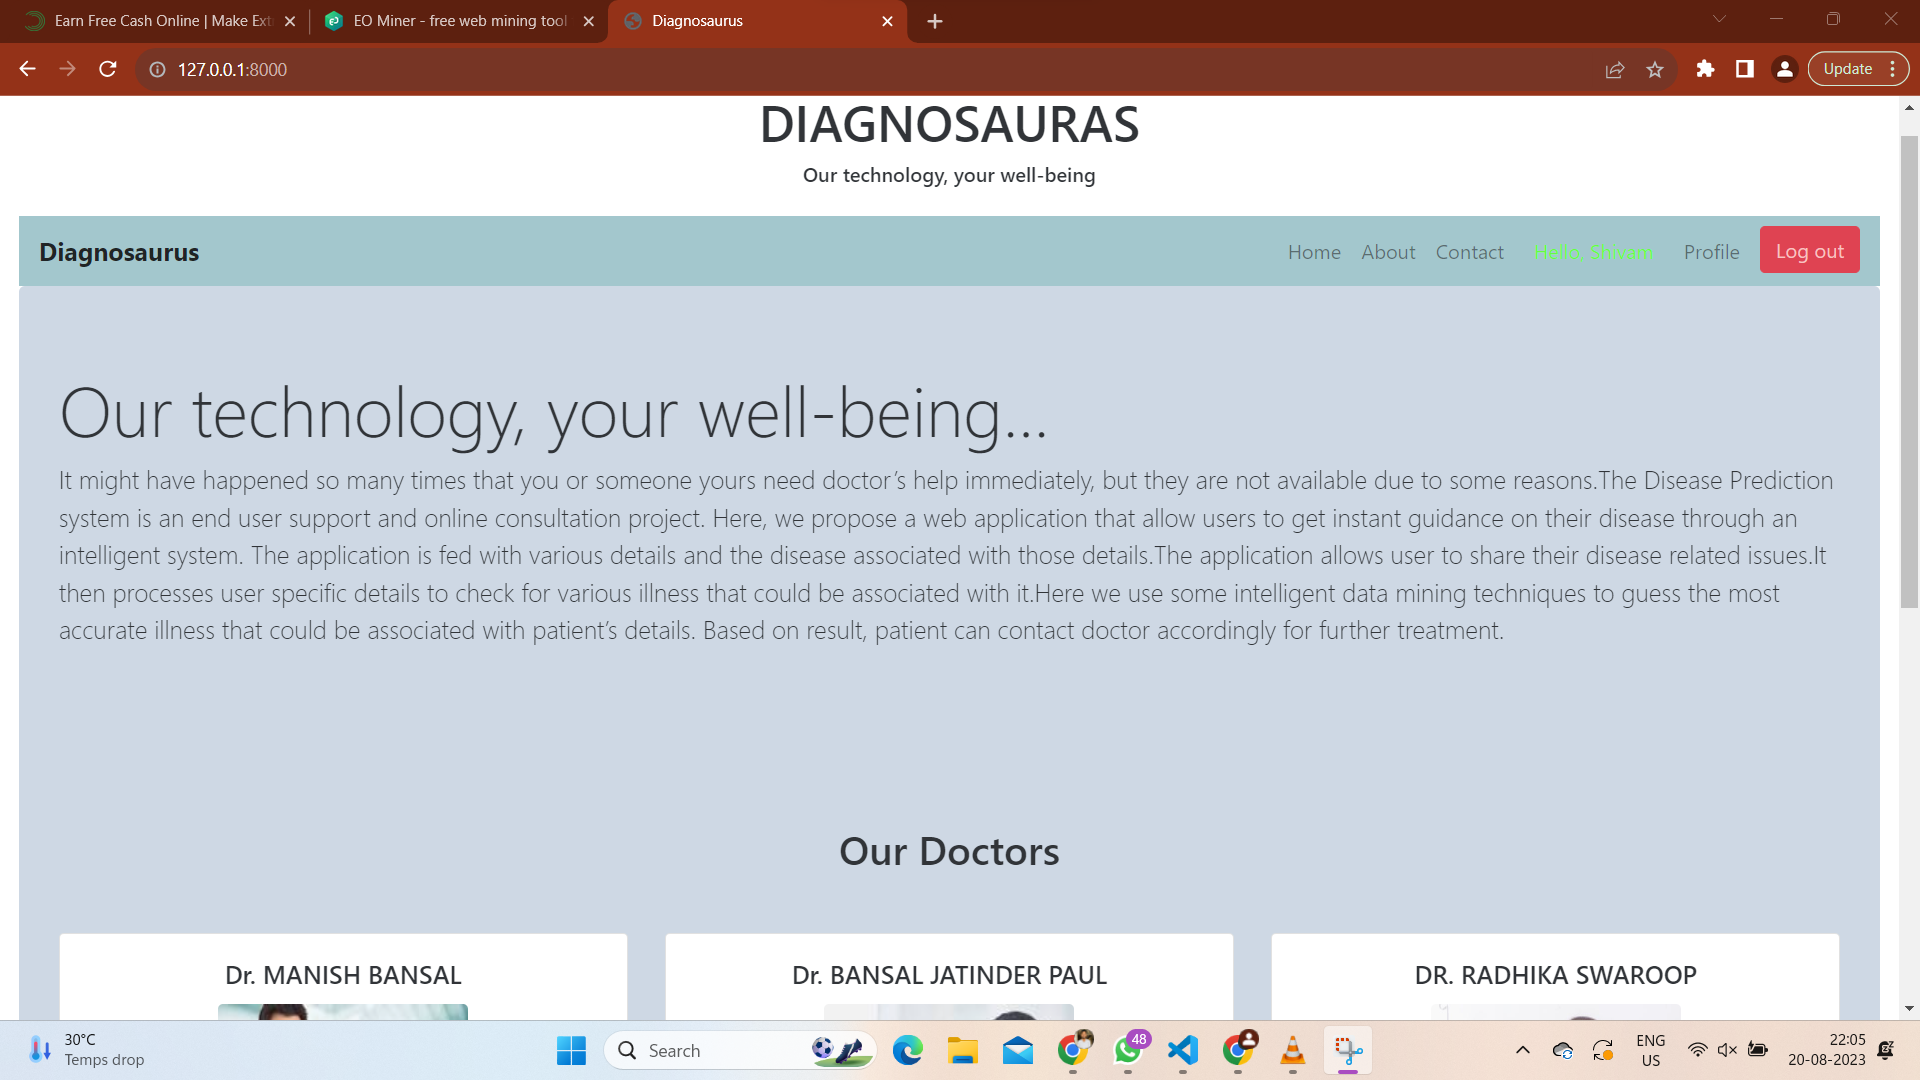 Earn Free Cash Online | Make Ext
EO Miner - free web mining tool
Diagnosaurus
127.0.0.1:8000
Update
DIAGNOSAURAS
Our technology, your well-being
Diagnosaurus
Home About Contact Hello, Shivam Profile Log out
Our technology, your well-being...
It might have happened so many times that you or someone yours need doctor’s help immediately, but they are not available due to some reasons.The Disease Prediction
system is an end user support and online consultation project. Here, we propose a web application that allow users to get instant guidance on their disease through an
intelligent system. The application is fed with various details and the disease associated with those details.The application allows user to share their disease related issues.It
then processes user specific details to check for various illness that could be associated with it.Here we use some intelligent data mining techniques to guess the most
accurate illness that could be associated with patient’s details. Based on result, patient can contact doctor accordingly for further treatment.
Our Doctors
Dr. MANISH BANSAL
Dr. BANSAL JATINDER PAUL
DR. RADHIKA SWAROOP
30°C
Temps drop
Search
48
ENG
US
22:05
20-08-2023